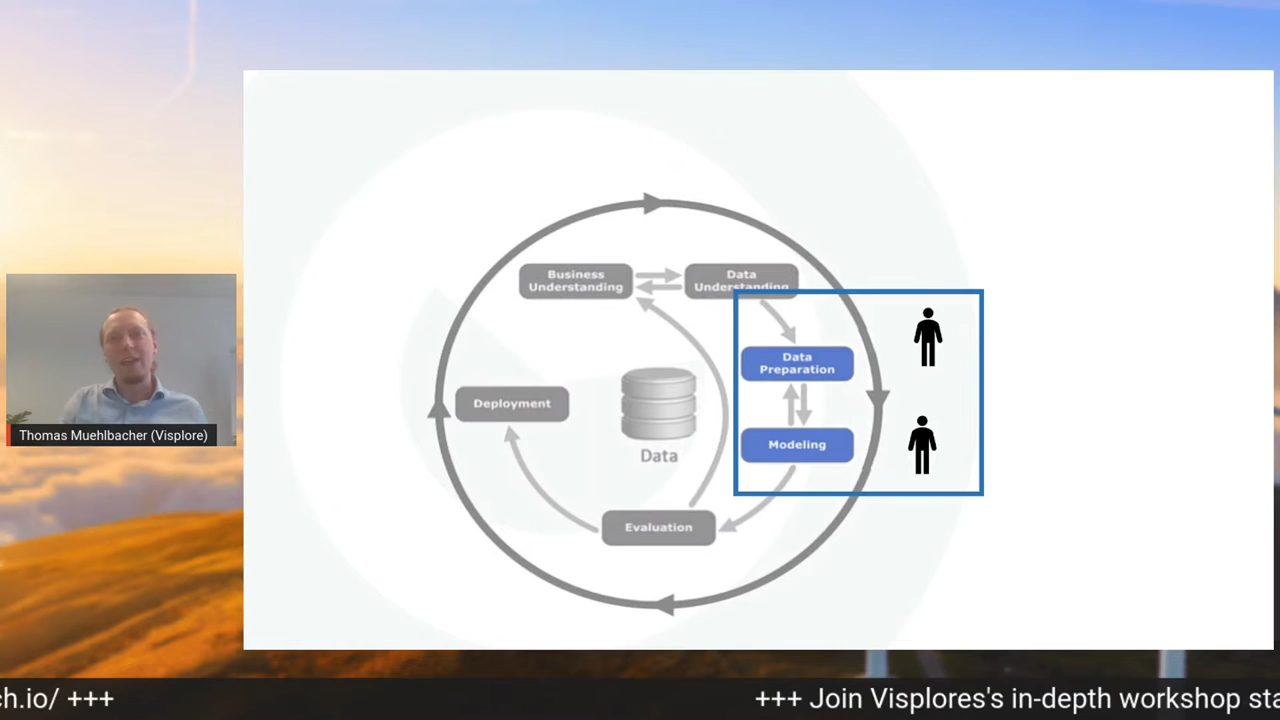 Business
Understanding
Data
Understanding
Data
Preparation
Deployment
Modeling
Data
Evaluation
Thomas Muehlbacher (Visplore)
ch.io/ +++
+++ Join Visplores's in-depth workshop sta